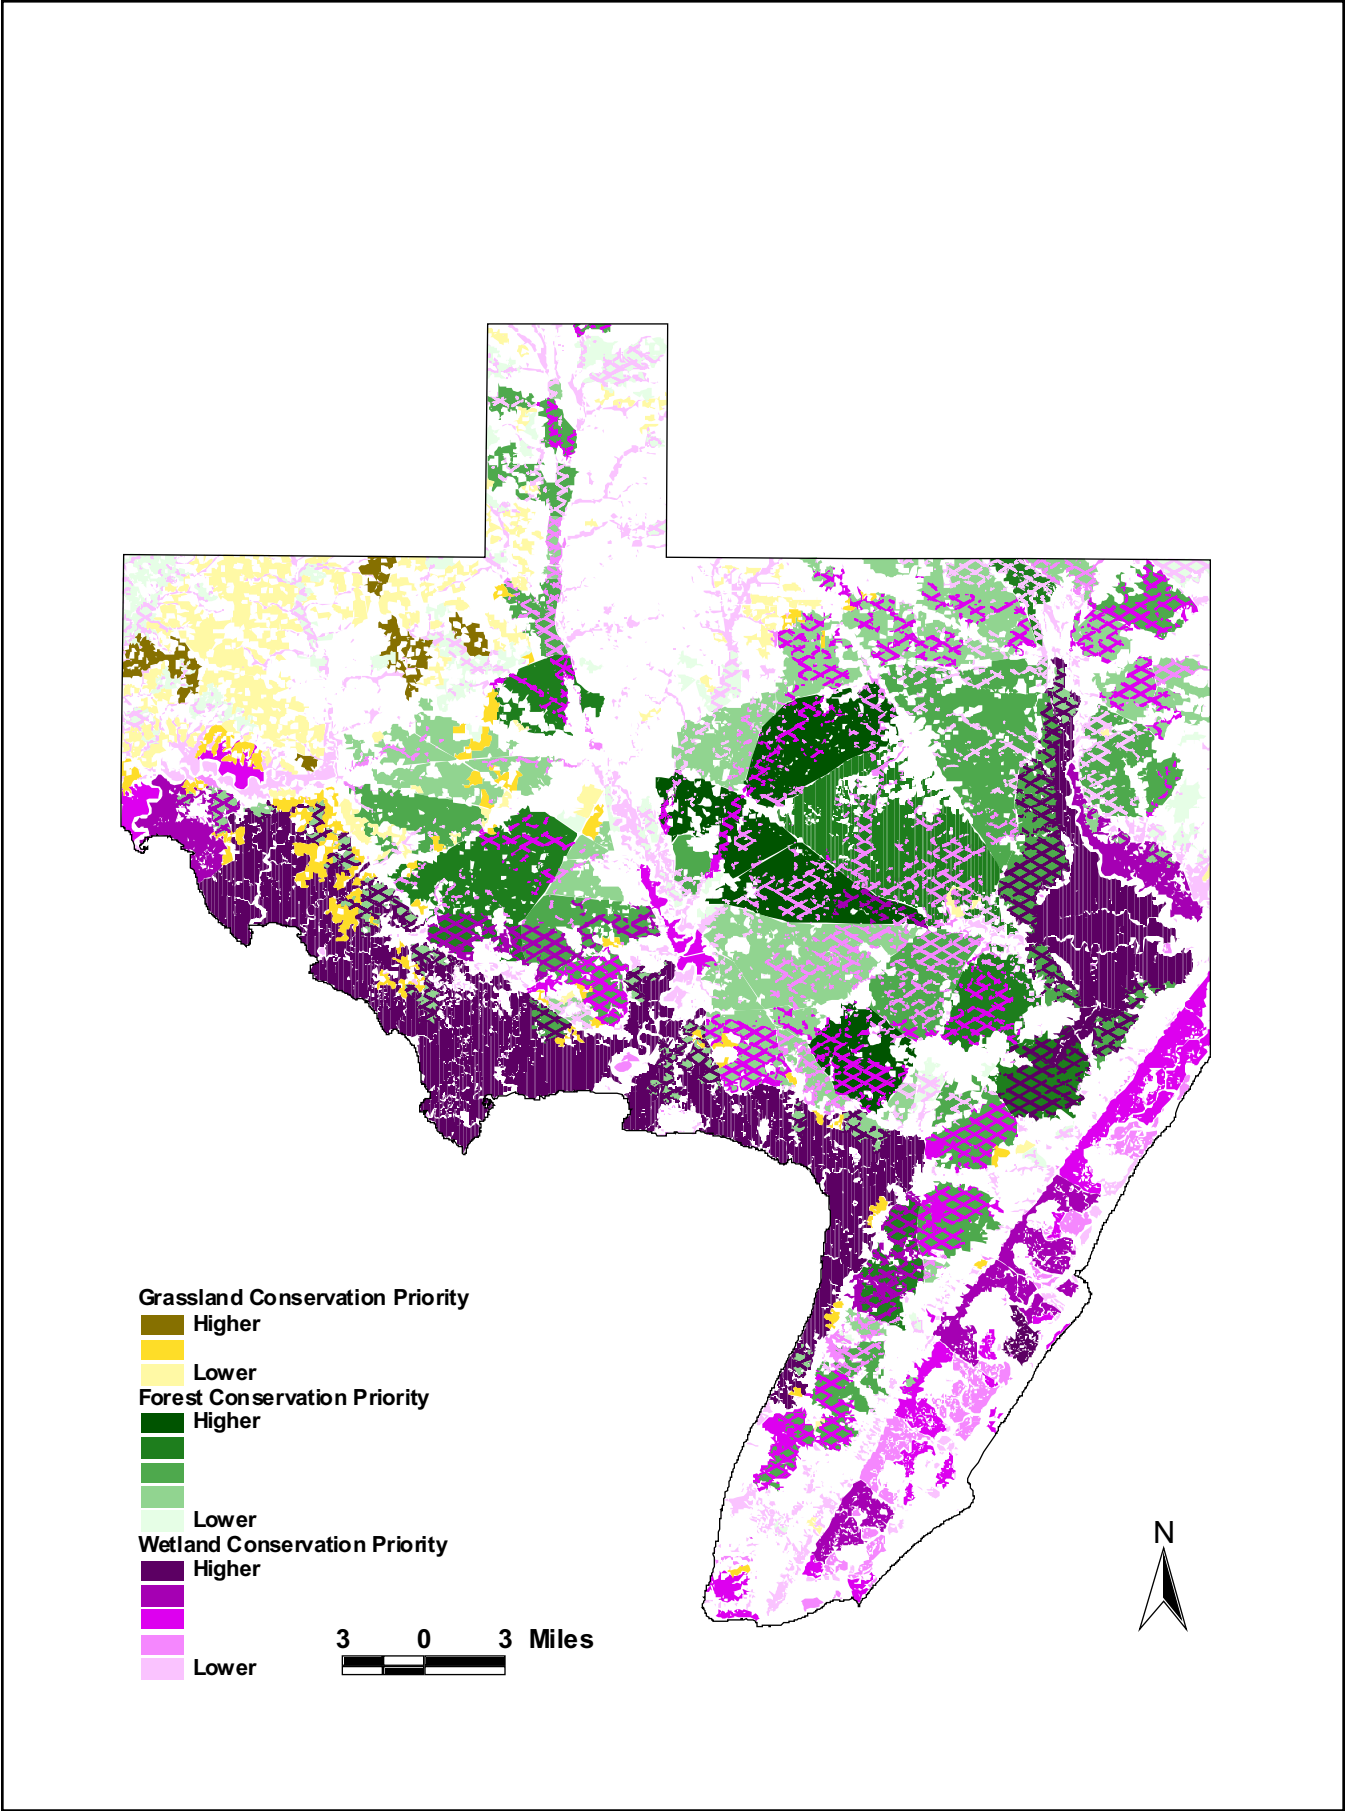 Grassland Conservation Priority
Higher
Lower
Forest Conservation Priority
Higher
Lower
Wetland Conservation Priority
Higher
Lower
3 0 3 Miles
N